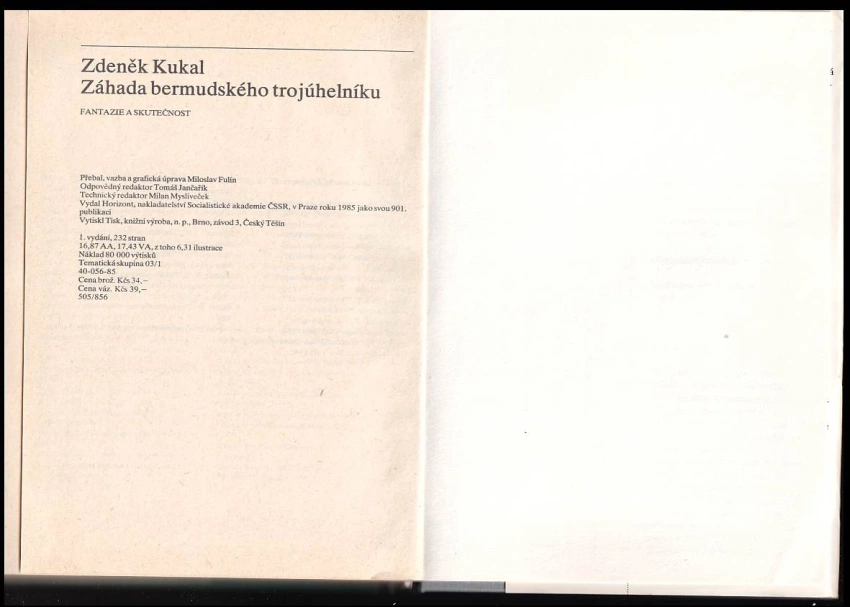 Zdeněk Kukal
Záhada bermudského trojúhelníku
FANTAZIE A SKUTEČNOST
Přebal, vazba a grafická úprava Miloslav Fulín
Odpovědný redaktor Tomáš Jančařík
Technický redaktor Milan Mysliveček
Vydal Horizont, nakladatelství Socialistické akademie ČSSR, v Praze roku 1985 jako svou 901.
publikaci
Vytiskl Tisk, knižní výroba, n. p., Brno, závod 3, Český Těšín
1. vydání, 232 stran
16,87 AA, 17,43 VA, z toho 6,31 ilustrace
Náklad 80 000 výtisků
Tematická skupina 03/1
40-056-85
Cena brož. Kčs 34,–
Cena váz. Kčs 39,–
505/856